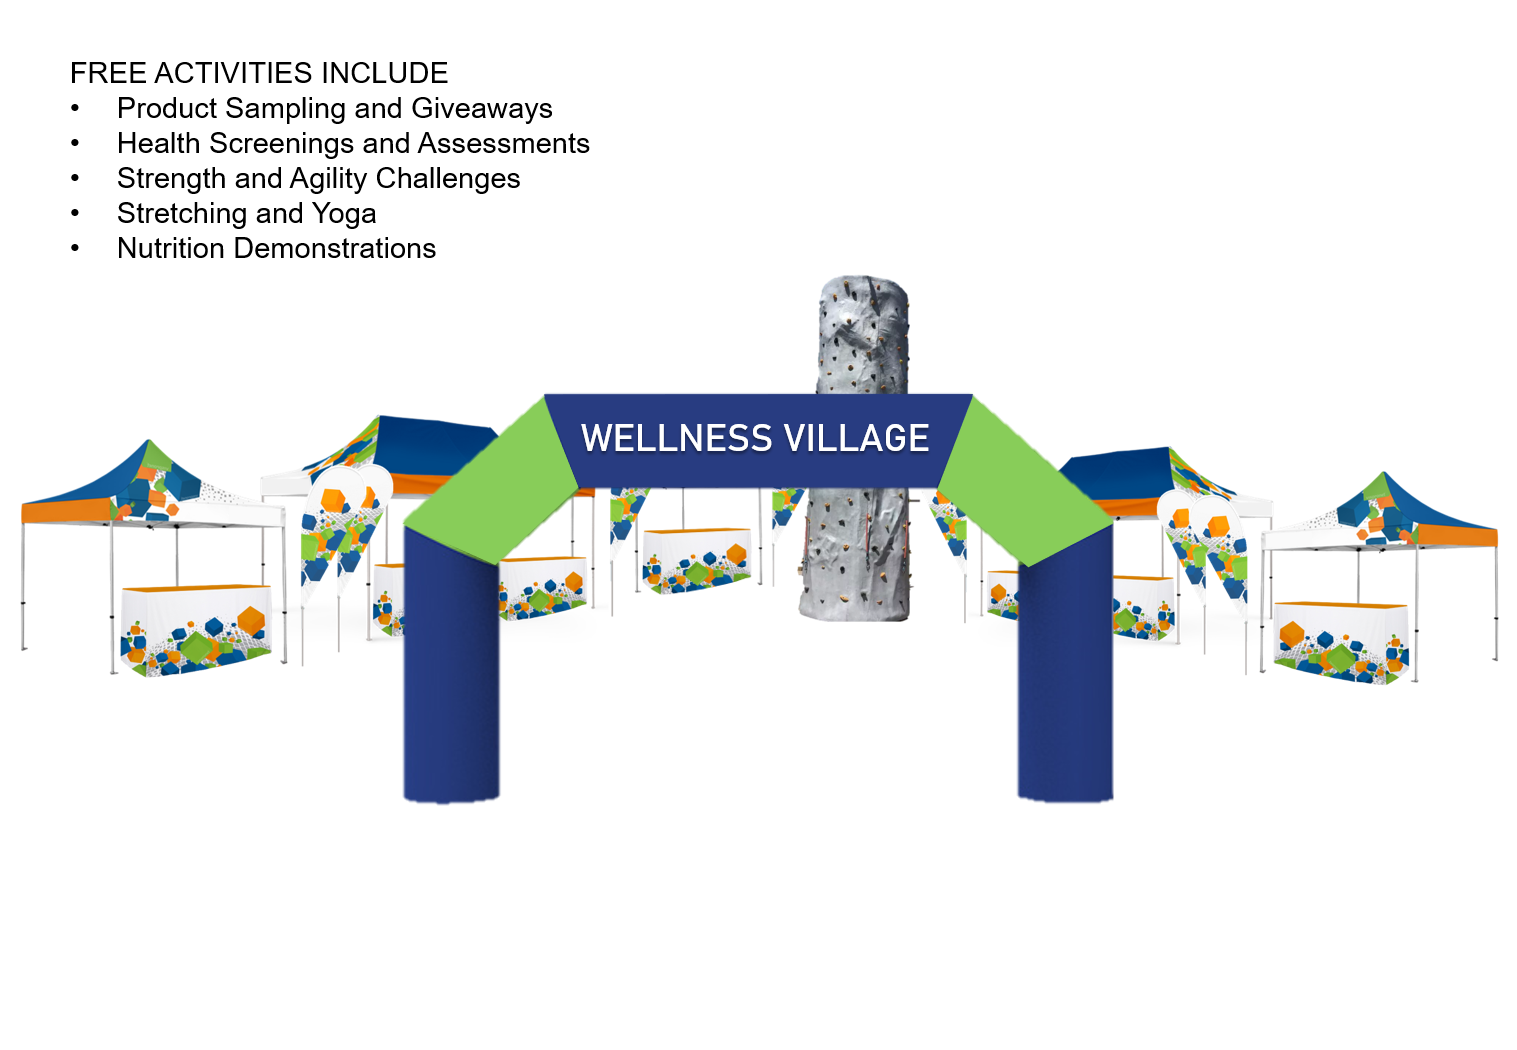 FREE ACTIVITIES INCLUDE
• Product Sampling and Giveaways
• Health Screenings and Assessments
• Strength and Agility Challenges
• Stretching and Yoga
• Nutrition Demonstrations
WELLNESS VILLAGE